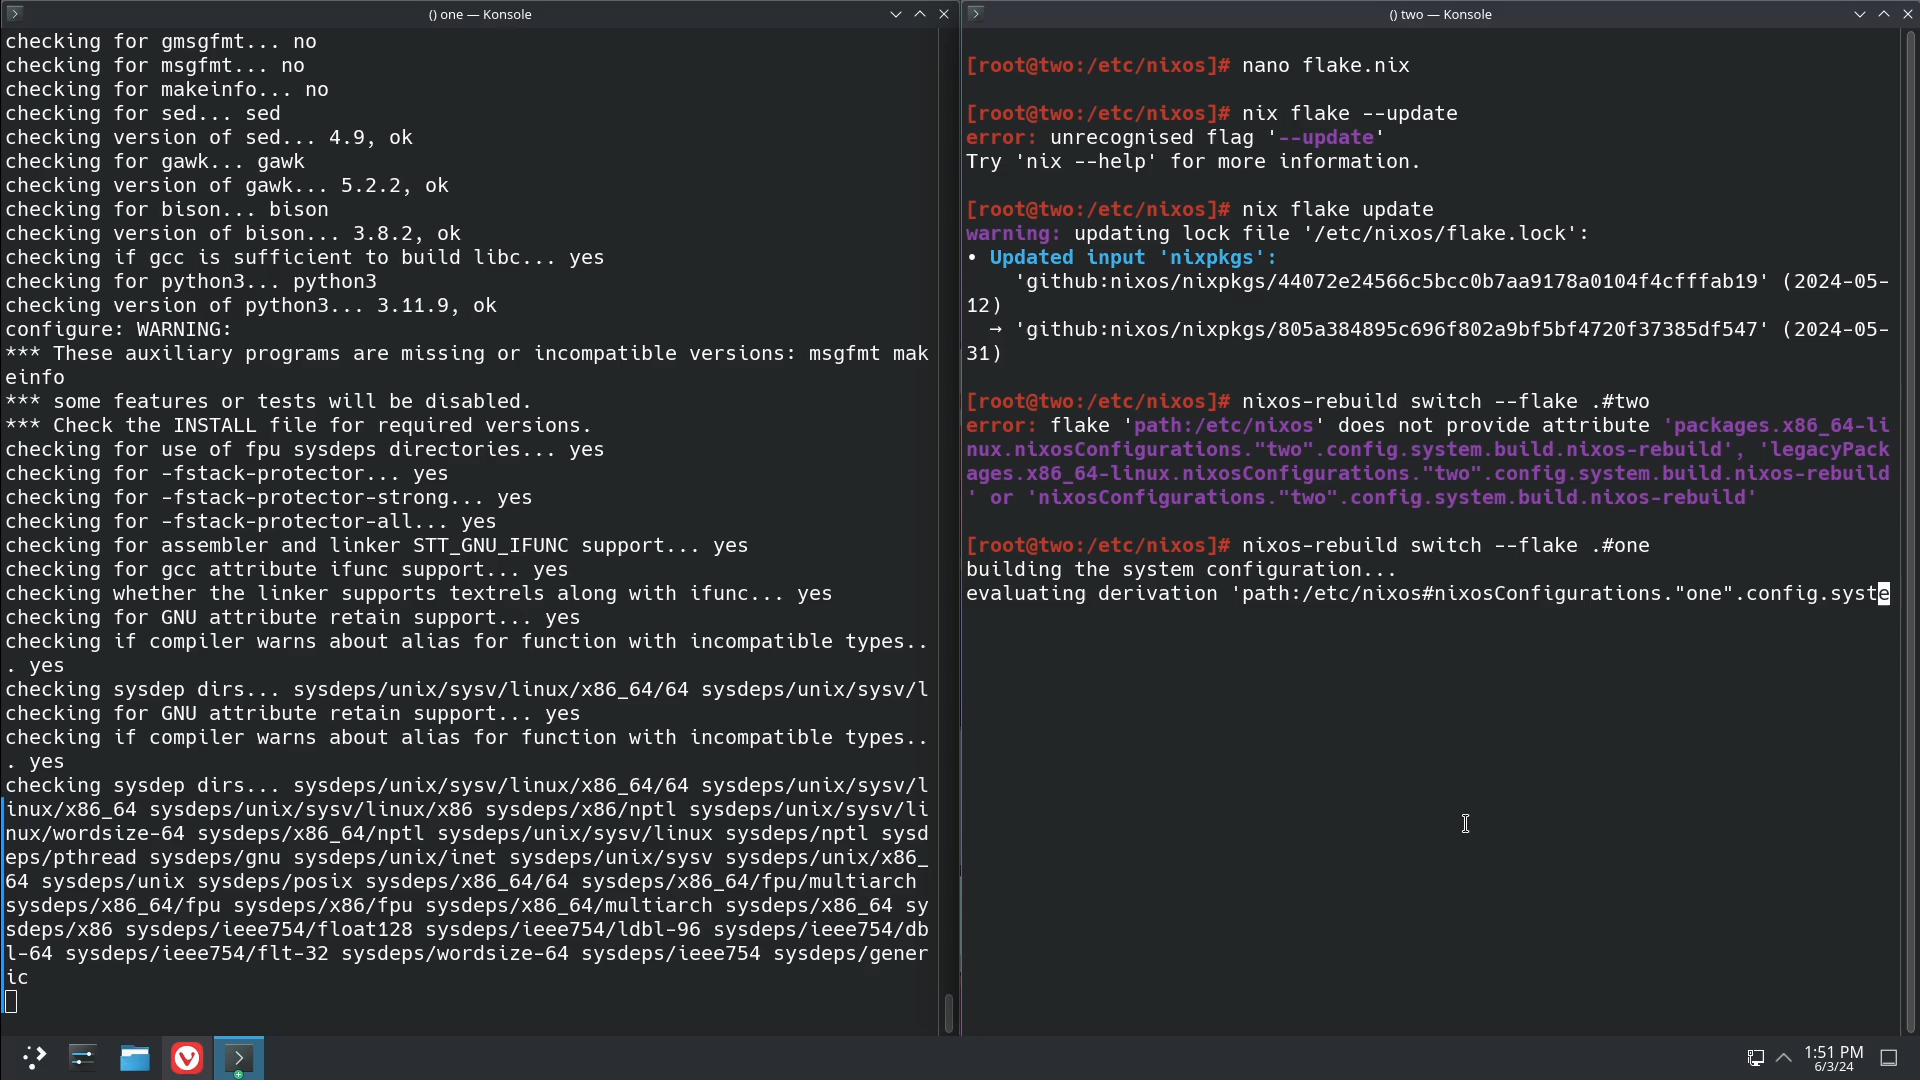 () one — Konsole
checking for gmsgfmt... no
checking for msgfmt... no
checking for makeinfo... no
checking for sed... sed
checking version of sed... 4.9, ok
checking for gawk... gawk
checking version of gawk... 5.2.2, ok
checking for bison... bison
checking version of bison... 3.8.2, ok
checking if gcc is sufficient to build libc... yes
checking for python3... python3
checking version of python3... 3.11.9, ok
configure: WARNING:
*** These auxiliary programs are missing or incompatible versions: msgfmt mak
einfo
*** some features or tests will be disabled.
*** Check the INSTALL file for required versions.
checking for use of fpu sysdeps directories... yes
checking for -fstack-protector... yes
checking for -fstack-protector-strong... yes
checking for -fstack-protector-all... yes
checking for assembler and linker STT_GNU_IFUNC support... yes
checking for gcc attribute ifunc support... yes
checking whether the linker supports textrels along with ifunc... yes
checking for GNU attribute retain support... yes
checking if compiler warns about alias for function with incompatible types..
. yes
checking sysdep dirs... sysdeps/unix/sysv/linux/x86_64/64 sysdeps/unix/sysv/l
checking for GNU attribute retain support... yes
checking if compiler warns about alias for function with incompatible types..
. yes
checking sysdep dirs... sysdeps/unix/sysv/linux/x86_64/64 sysdeps/unix/sysv/l
inux/x86_64 sysdeps/unix/sysv/linux/x86 sysdeps/x86/nptl sysdeps/unix/sysv/li
nux/wordsize-64 sysdeps/x86_64/nptl sysdeps/unix/sysv/linux sysdeps/nptl sysd
eps/pthread sysdeps/gnu sysdeps/unix/inet sysdeps/unix/sysv sysdeps/unix/x86_
64 sysdeps/unix sysdeps/posix sysdeps/x86_64/64 sysdeps/x86_64/fpu/multiarch
sysdeps/x86_64/fpu sysdeps/x86/fpu sysdeps/x86_64/multiarch sysdeps/x86_64 sy
sdeps/x86 sysdeps/ieee754/float128 sysdeps/ieee754/ldbl-96 sysdeps/ieee754/db
l-64 sysdeps/ieee754/flt-32 sysdeps/wordsize-64 sysdeps/ieee754 sysdeps/gener
ic
() two — Konsole
[root@two:/etc/nixos]# nano flake.nix
[root@two:/etc/nixos]# nix flake --update
error: unrecognised flag '--update'
Try 'nix --help' for more information.
[root@two:/etc/nixos]# nix flake update
warning: updating lock file '/etc/nixos/flake.lock':
• Updated input 'nixpkgs':
'github:nixos/nixpkgs/44072e24566c5bcc0b7aa9178a0104f4cfffab19' (2024-05-
12)
→ 'github:nixos/nixpkgs/805a384895c696f802a9bf5bf4720f37385df547' (2024-05-
31)
[root@two:/etc/nixos]# nixos-rebuild switch --flake .#two
error: flake 'path:/etc/nixos' does not provide attribute 'packages.x86_64-li
nux.nixosConfigurations."two".config.system.build.nixos-rebuild', 'legacyPack
ages.x86_64-linux.nixosConfigurations."two".config.system.build.nixos-rebuild
' or 'nixosConfigurations."two".config.system.build.nixos-rebuild'
[root@two:/etc/nixos]# nixos-rebuild switch --flake .#one
building the system configuration...
evaluating derivation 'path:/etc/nixos#nixosConfigurations."one".config.syste
1:51 PM
6/3/24